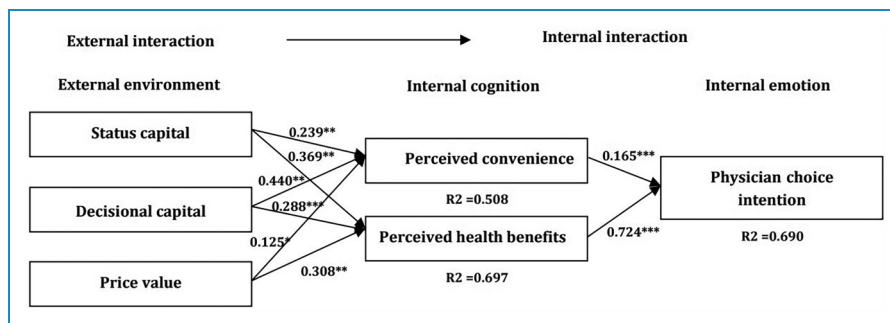 External interaction
Internal interaction
External environment
Internal cognition
Internal emotion
Status capital
0.239**
0.369**
Perceived convenience
0.165***
R2 =0.508
Physician choice
intention
R2 =0.690
Decisional capital
0.440**
0.288***
Perceived health benefits
0.724***
R2 =0.697
Price value
0.125*
0.308**